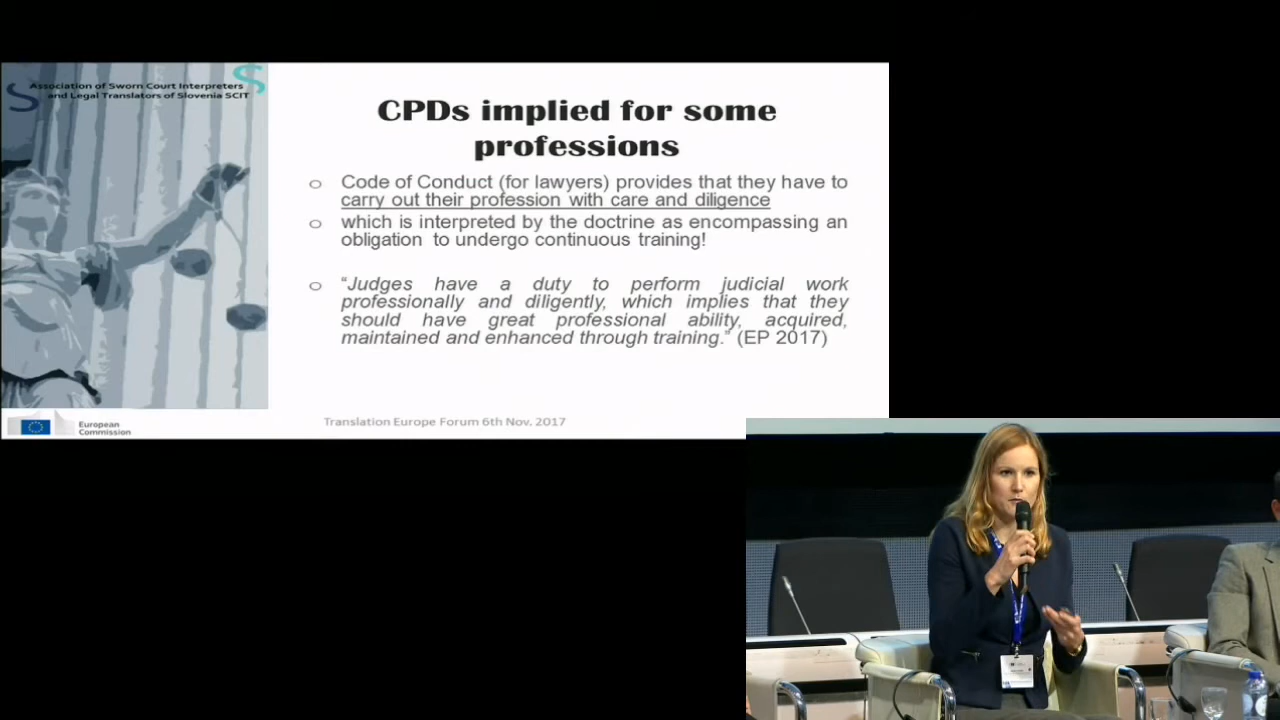 Association of Sworn Court Interpreters
and Legal Translators of Slovenia SCIT
CPDs implied for some
professions
o Code of Conduct (for lawyers) provides that they have to
carry out their profession with care and diligence
o which is interpreted by the doctrine as encompassing an
obligation to undergo continuous training!
o “Judges have a duty to perform judicial work
professionally and diligently, which implies that they
should have great professional ability, acquired,
maintained and enhanced through training.” (EP 2017)
European
Commission
Translation Europe Forum 6th Nov. 2017